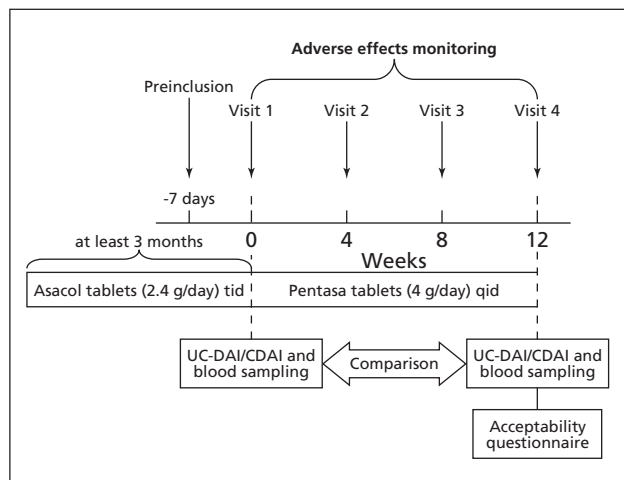 Adverse effects monitoring
Preinclusion
Visit 1 Visit 2 Visit 3 Visit 4
-7 days
at least 3 months
0 4 8 12
Weeks
Asacol tablets (2.4 g/day) tid
Pentasa tablets (4 g/day) qid
UC-DAI/CDAI and
blood sampling
Comparison
UC-DAI/CDAI and
blood sampling
Acceptability
questionnaire